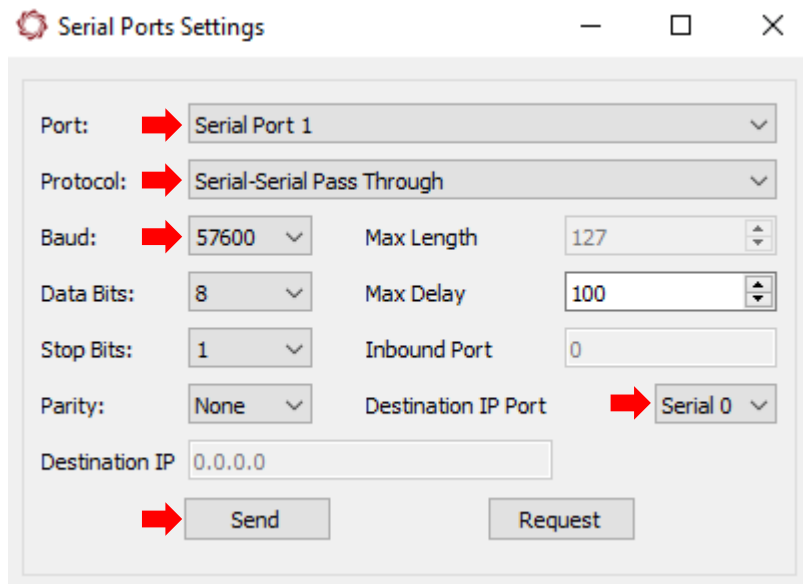 Serial Ports Settings
Port: Serial Port 1
Protocol: Serial-Serial Pass Through
Baud: 57600 Max Length 127
Data Bits: 8 Max Delay 100
Stop Bits: 1 Inbound Port 0
Parity: None Destination IP Port Serial 0
Destination IP 0.0.0.0
Send Request